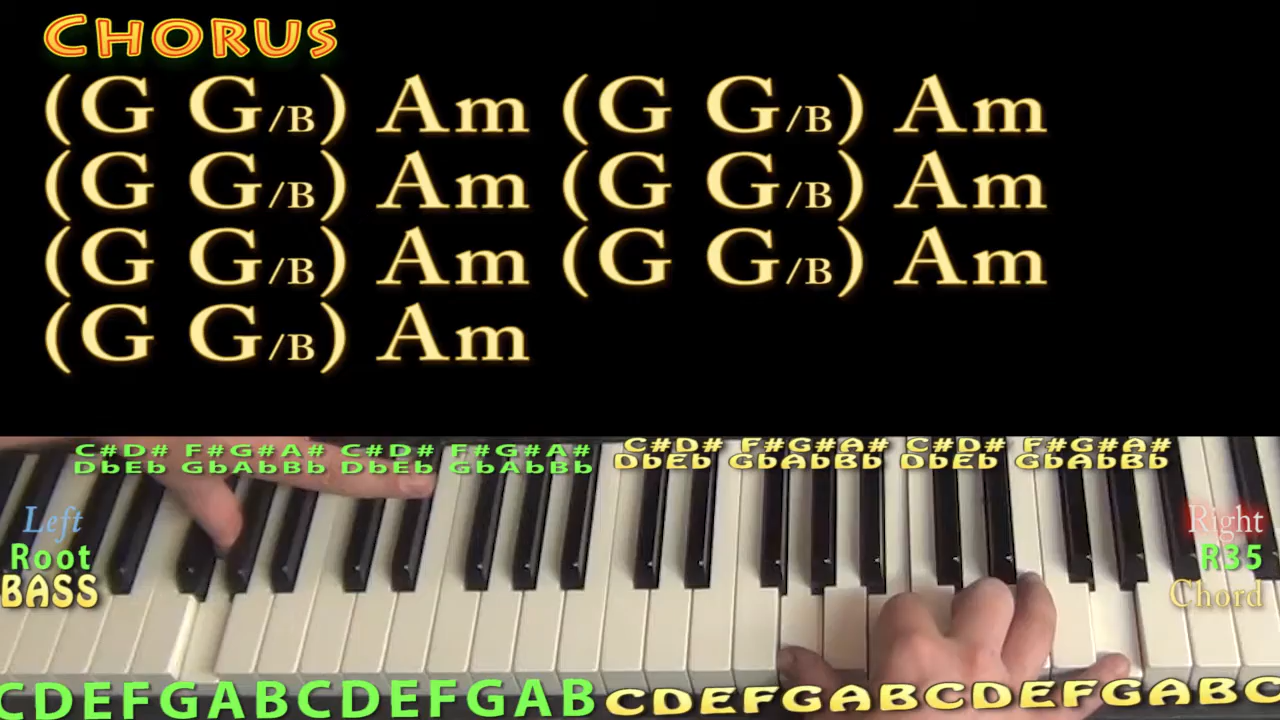 CHORUS
(G G/B) Am (G G/B) Am
(G G/B) Am (G G/B) Am
(G G/B) Am (G G/B) Am
(G G/B) Am
C#D# F#G#A# C#D# F#G#A# C#D# F#G#A# C#D# F#G#A#
DbEb GbAbBb DbEb GbAbBb DbEb GbAbBb DbEb GbAbBb
Left
Root
BASS
Right
R35
Chord
CDEFGABCDEFGAB CDEFGABCDEFGABC